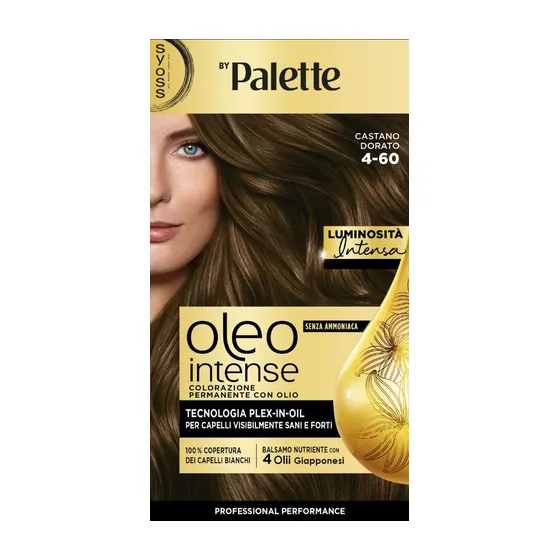 SYOSS
BY Palette
CASTANO
DORATO
4-60
LUMINOSITÀ
Intensa
SENZA AMMONIACA
oleo
intense
COLORAZIONE
PERMANENTE CON OLIO
TECNOLOGIA PLEX-IN-OIL
PER CAPELLI VISIBILMENTE SANI E FORTI
100% COPERTURA
DEI CAPELLI BIANCHI
BALSAMO NUTRIENTE CON
4 Olii Giapponesi
PROFESSIONAL PERFORMANCE